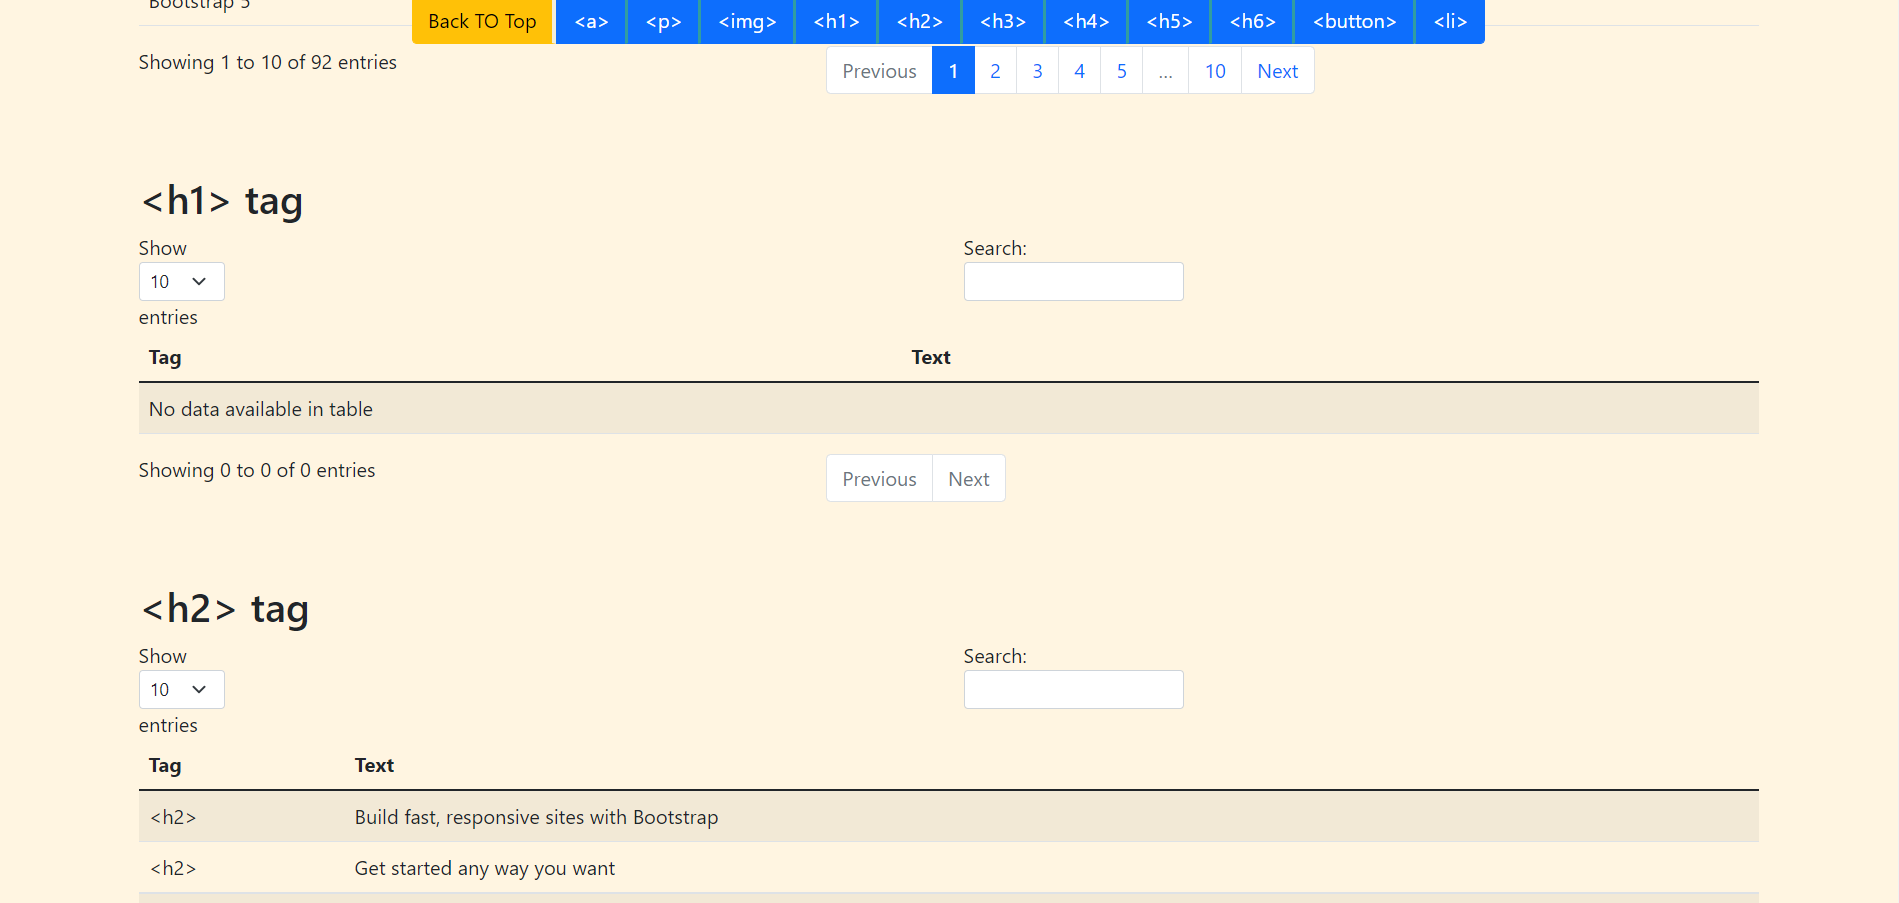 Bootstrap 5
Back TO Top <a> <p> <img> <h1> <h2> <h3> <h4> <h5> <h6> <button> <li>
Showing 1 to 10 of 92 entries
Previous 1 2 3 4 5 … 10 Next
<h1> tag
Show
Search:
10
entries
Tag Text
No data available in table
Showing 0 to 0 of 0 entries
Previous Next
<h2> tag
Show
Search:
10
entries
Tag Text
<h2> Build fast, responsive sites with Bootstrap
<h2> Get started any way you want